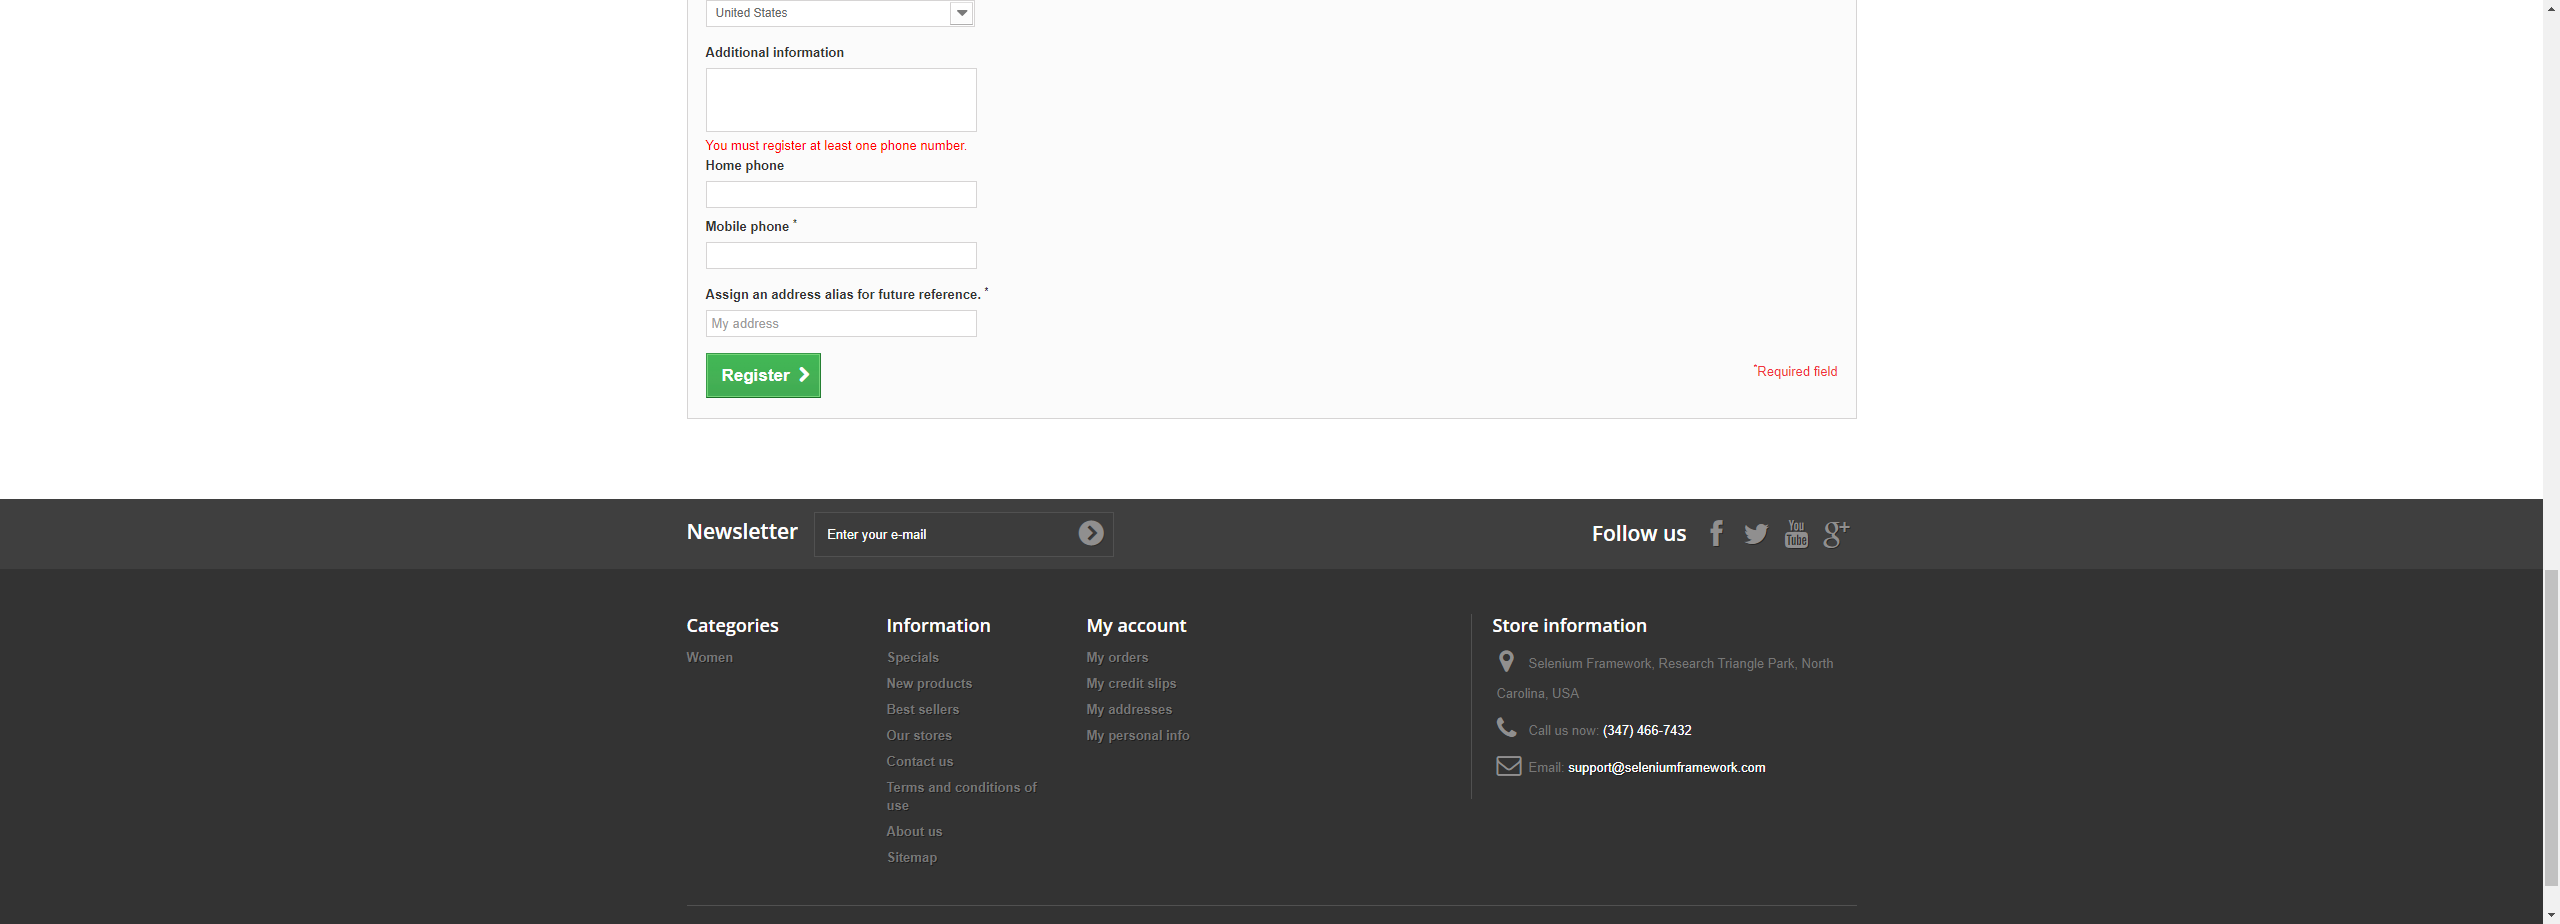 United States
Additional information
You must register at least one phone number.
Home phone
Mobile phone *
Assign an address alias for future reference. *
My address
Register
*Required field
Newsletter
Enter your e-mail
Follow us
You
Tube
g+
Categories
Women
Information
Specials
New products
Best sellers
Our stores
Contact us
Terms and conditions of
use
About us
Sitemap
My account
My orders
My credit slips
My addresses
My personal info
Store information
Selenium Framework, Research Triangle Park, North
Carolina, USA
Call us now: (347) 466-7432
Email: support@seleniumframework.com